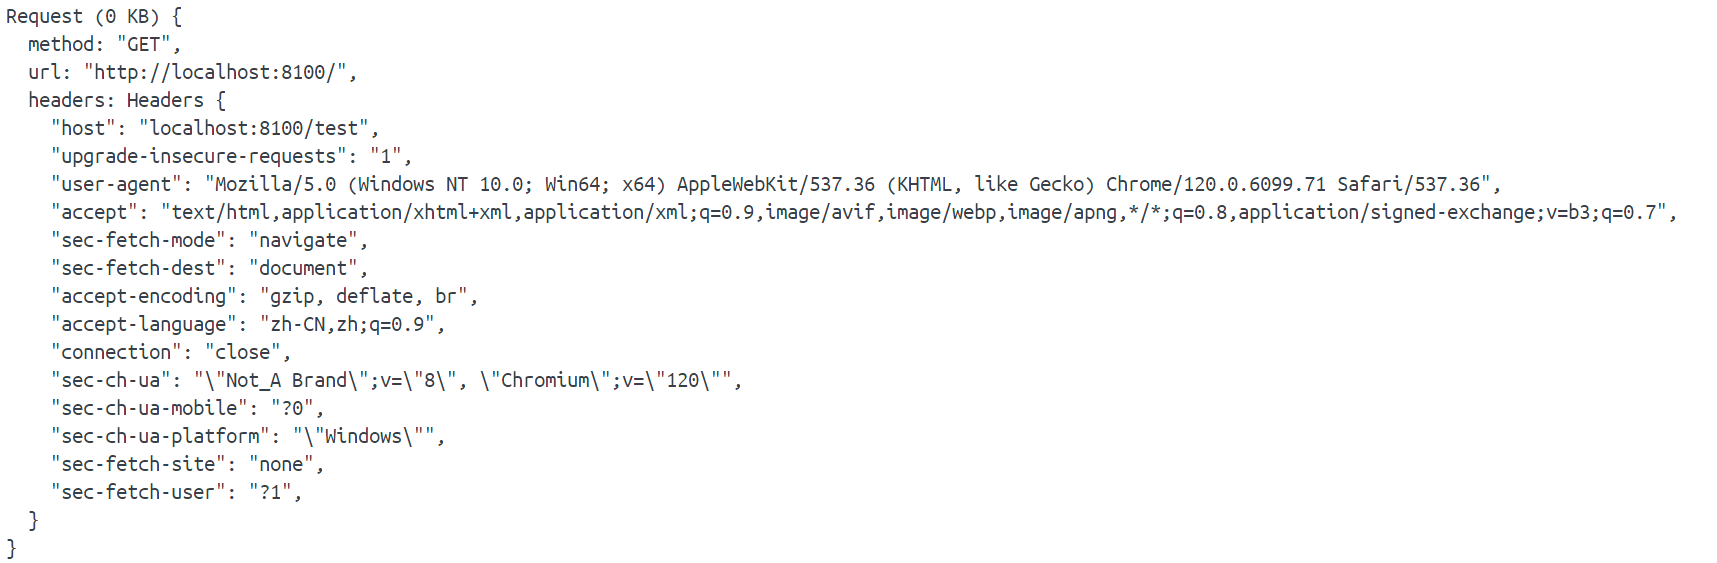 Request (0 KB) {
  method: "GET",
  url: "http://localhost:8100/",
  headers: Headers {
    "host": "localhost:8100/test",
    "upgrade-insecure-requests": "1",
    "user-agent": "Mozilla/5.0 (Windows NT 10.0; Win64; x64) AppleWebKit/537.36 (KHTML, like Gecko) Chrome/120.0.6099.71 Safari/537.36",
    "accept": "text/html,application/xhtml+xml,application/xml;q=0.9,image/avif,image/webp,image/apng,*/*;q=0.8,application/signed-exchange;v=b3;q=0.7",
    "sec-fetch-mode": "navigate",
    "sec-fetch-dest": "document",
    "accept-encoding": "gzip, deflate, br",
    "accept-language": "zh-CN,zh;q=0.9",
    "connection": "close",
    "sec-ch-ua": "\"Not_A Brand\";v=\"8\", \"Chromium\";v=\"120\"",
    "sec-ch-ua-mobile": "?0",
    "sec-ch-ua-platform": "\"Windows\"",
    "sec-fetch-site": "none",
    "sec-fetch-user": "?1",
  }
}